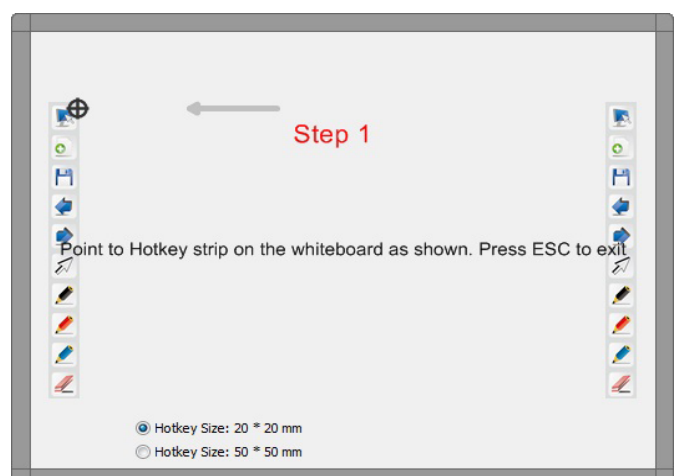 Step 1
Point to Hotkey strip on the whiteboard as shown. Press ESC to exit
Hotkey Size: 20 * 20 mm
Hotkey Size: 50 * 50 mm